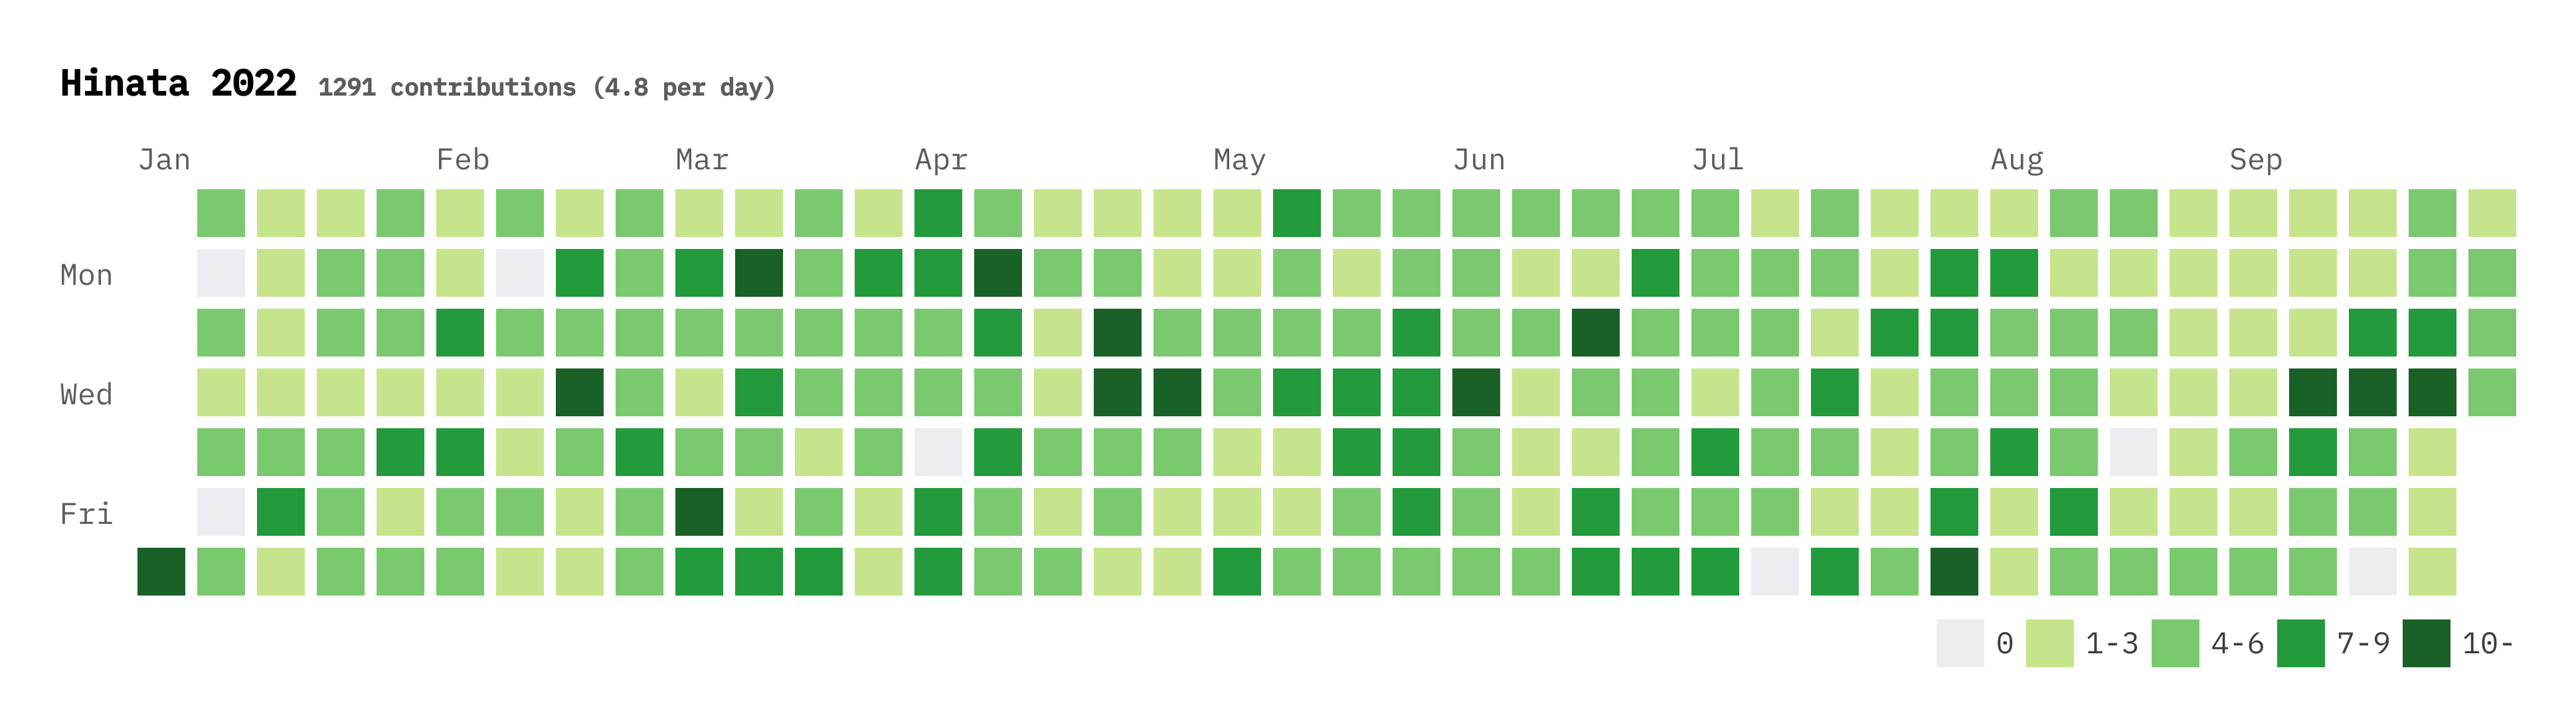 Hinata 2022 1291 contributions (4.8 per day)
Jan Feb Mar Apr May Jun Jul Aug Sep
Mon
Wed
Fri
0 1-3 4-6 7-9 10-